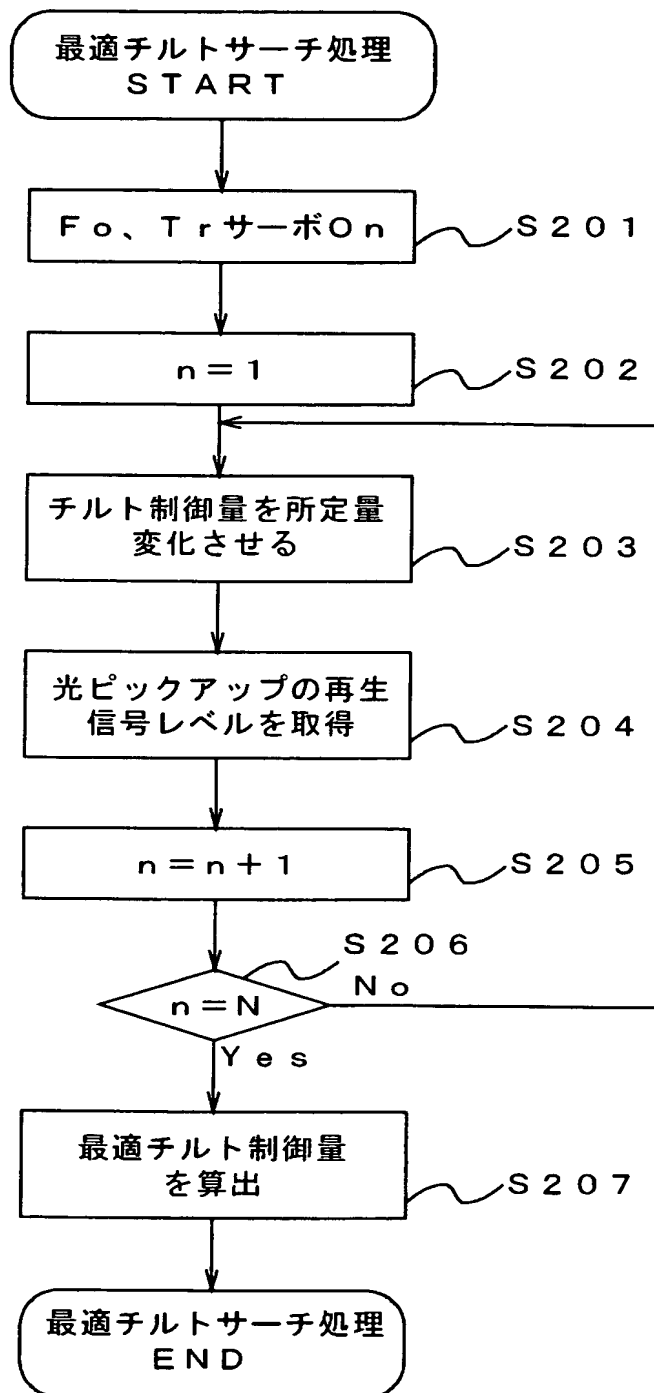 最適チルトサーチ処理
START
Fo、TrサーボOn
S201
n=1
S202
チルト制御量を所定量
変化させる
S203
光ピックアップの再生
信号レベルを取得
S204
n=n+1
S205
S206
n=N
No
Yes
最適チルト制御量
を算出
S207
最適チルトサーチ処理
END